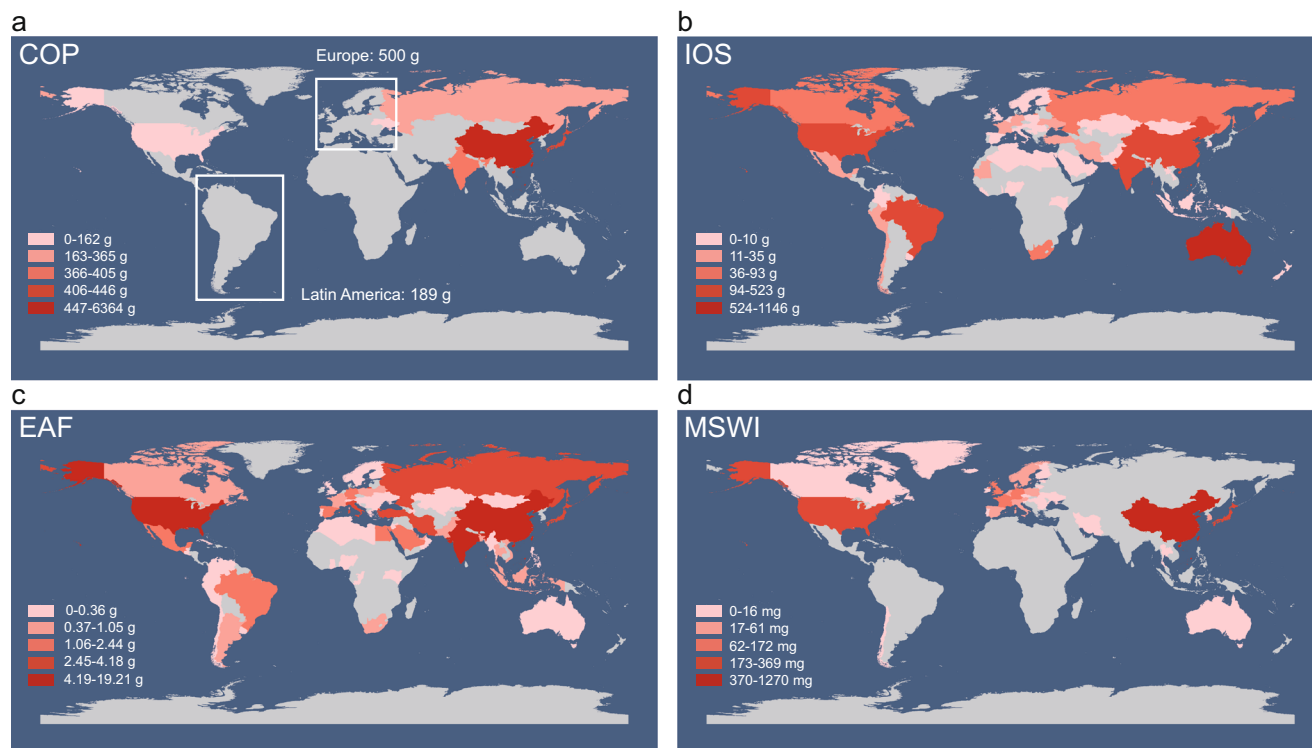 a
COP
Europe: 500 g
0-162 g
163-365 g
366-405 g
406-446 g
447-6364 g
Latin America: 189 g
b
IOS
0-10 g
11-35 g
36-93 g
94-523 g
524-1146 g
c
EAF
0-0.36 g
0.37-1.05 g
1.06-2.44 g
2.45-4.18 g
4.19-19.21 g
d
MSWI
0-16 mg
17-61 mg
62-172 mg
173-369 mg
370-1270 mg